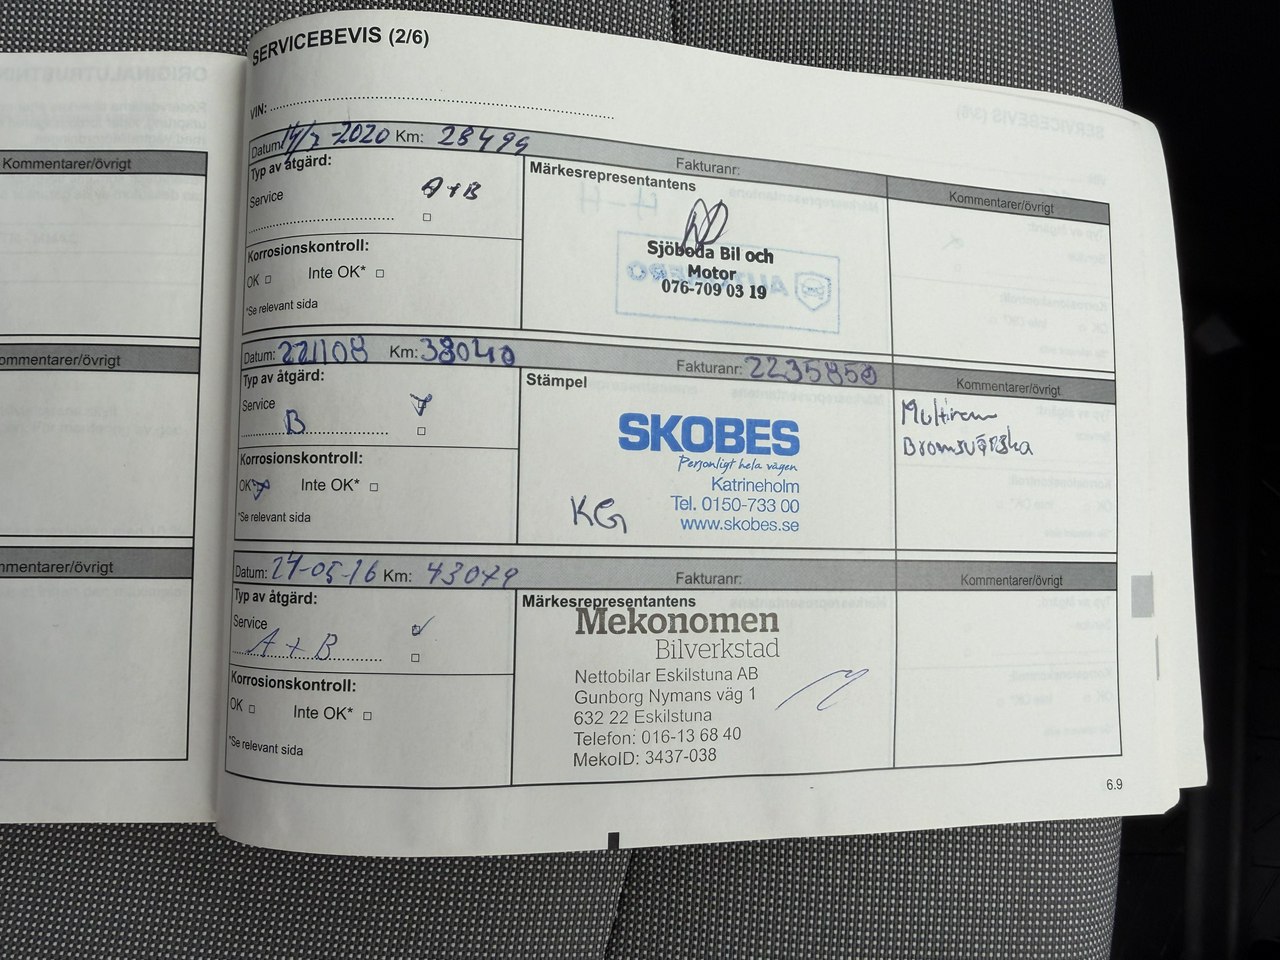 SERVICEBEVIS (2/6)
VIN:
Datum: 14/2-2020 Km: 28499 Fakturanr:
Typ av åtgärd:
Service A+B
Korrosionskontroll:
OK Inte OK*
*Se relevant sida
Märkesrepresentantens
Sjöboda Bil och
Motor
076-709 03 19
Kommentarer/övrigt
Datum: 221108 Km: 38040 Fakturanr: 2235850
Typ av åtgärd:
Service
B
Korrosionskontroll:
OK Inte OK*
*Se relevant sida
Stämpel
SKOBES
Personligt hela vägen
Katrineholm
Tel. 0150-733 00
www.skobes.se
KG
Kommentarer/övrigt
Multirem
Bromsvätska
Datum: 24-05-16 Km: 43079 Fakturanr:
Typ av åtgärd:
Service
A+B
Korrosionskontroll:
OK Inte OK*
*Se relevant sida
Märkesrepresentantens
Mekonomen
Bilverkstad
Nettobilar Eskilstuna AB
Gunborg Nymans väg 1
632 22 Eskilstuna
Telefon: 016-13 68 40
MekoID: 3437-038
Kommentarer/övrigt
6.9
Kommentarer/övrigt
ommentarer/övrigt
mmentarer/övrigt